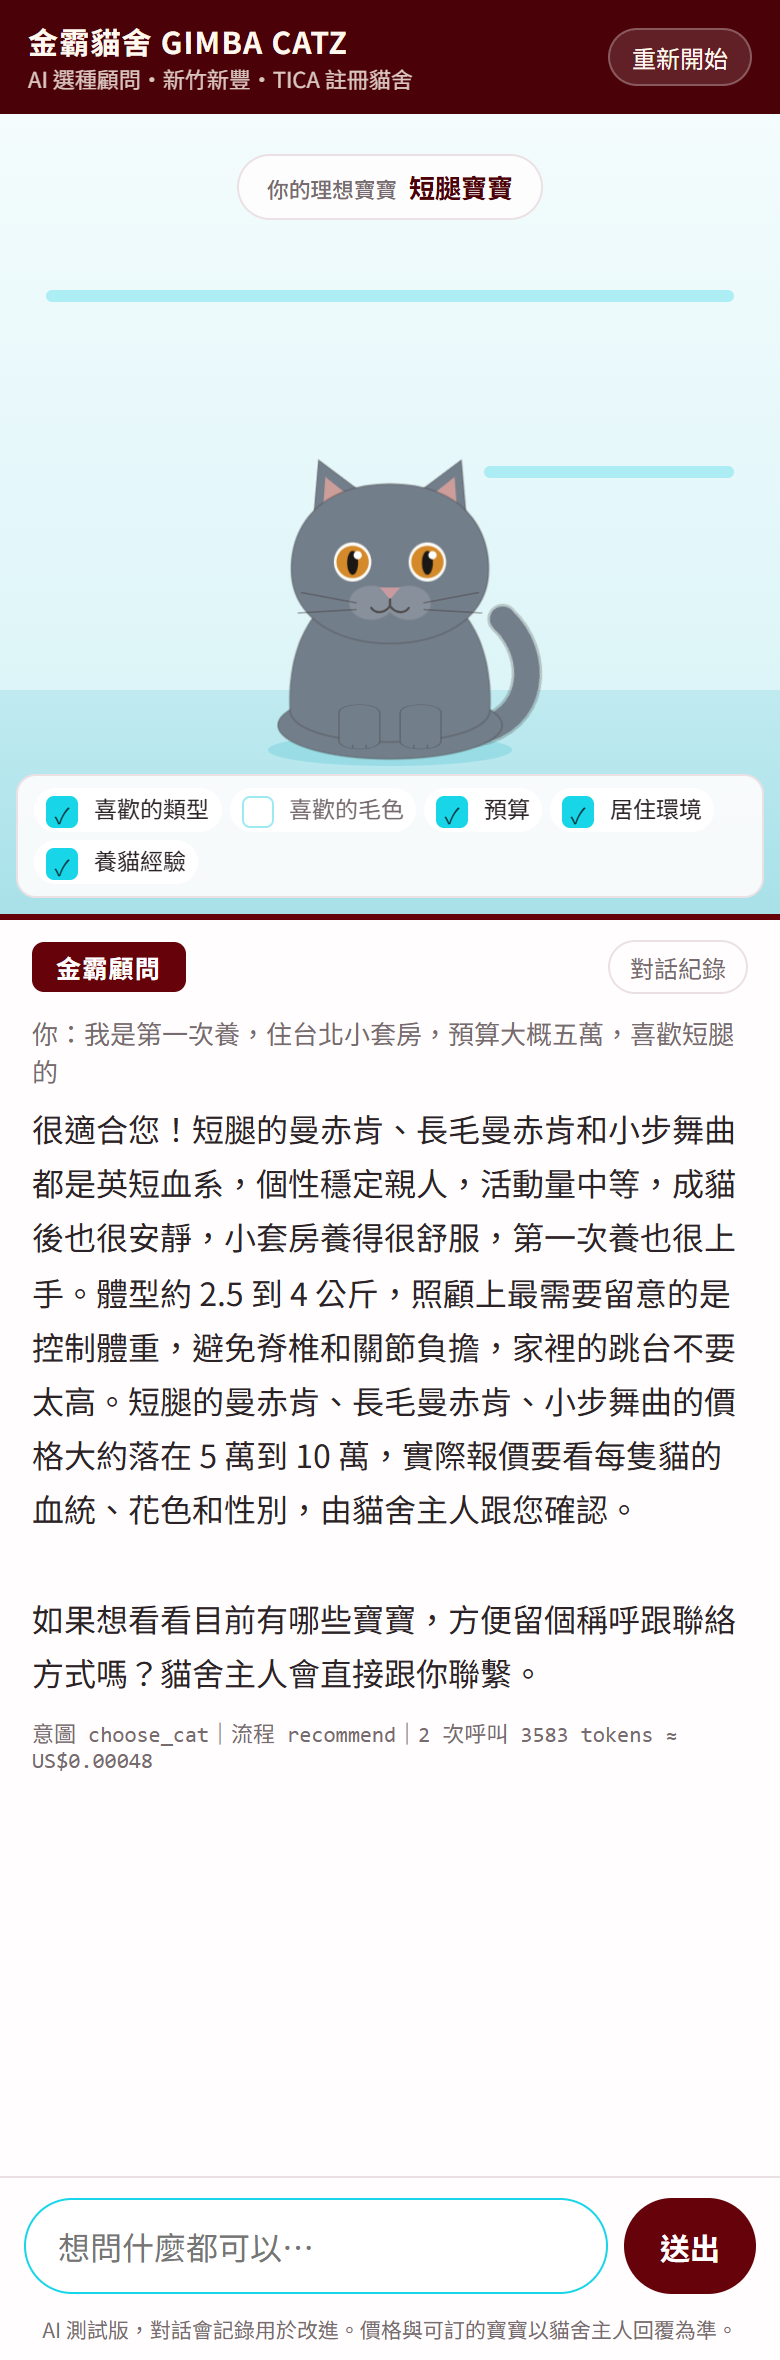 金霸貓舍 GIMBA CATZ
AI 選種顧問・新竹新豐・TICA 註冊貓舍
重新開始
你的理想寶寶 短腿寶寶
喜歡的類型 喜歡的毛色 預算 居住環境
養貓經驗
金霸顧問
對話紀錄
你：我是第一次養，住台北小套房，預算大概五萬，喜歡短腿
的
很適合您！短腿的曼赤肯、長毛曼赤肯和小步舞曲
都是英短血系，個性穩定親人，活動量中等，成貓
後也很安靜，小套房養得很舒服，第一次養也很上
手。體型約 2.5 到 4 公斤，照顧上最需要留意的是
控制體重，避免脊椎和關節負擔，家裡的跳台不要
太高。短腿的曼赤肯、長毛曼赤肯、小步舞曲的價
格大約落在 5 萬到 10 萬，實際報價要看每隻貓的
血統、花色和性別，由貓舍主人跟您確認。
如果想看看目前有哪些寶寶，方便留個稱呼跟聯絡
方式嗎？貓舍主人會直接跟你聯繫。
意圖 choose_cat｜流程 recommend｜2 次呼叫 3583 tokens ≈
US$0.00048
想問什麼都可以…
送出
AI 測試版，對話會記錄用於改進。價格與可訂的寶寶以貓舍主人回覆為準。